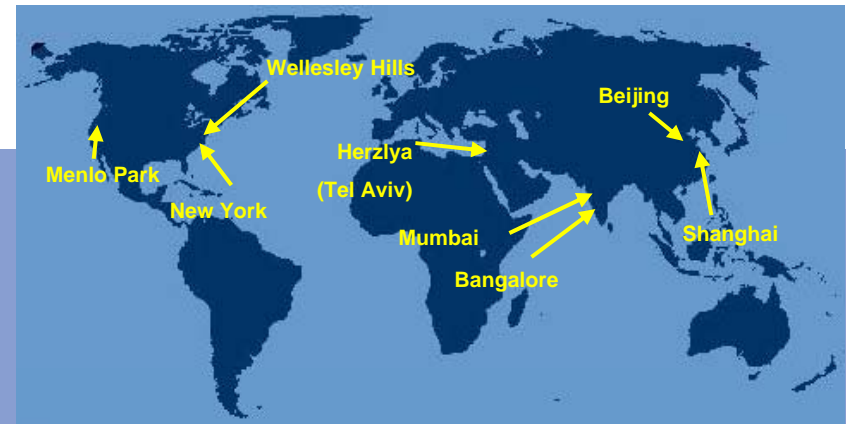 Wellesley Hills
Beijing
Herzlya
(Tel Aviv)
Menlo Park
New York
Mumbai
Shanghai
Bangalore